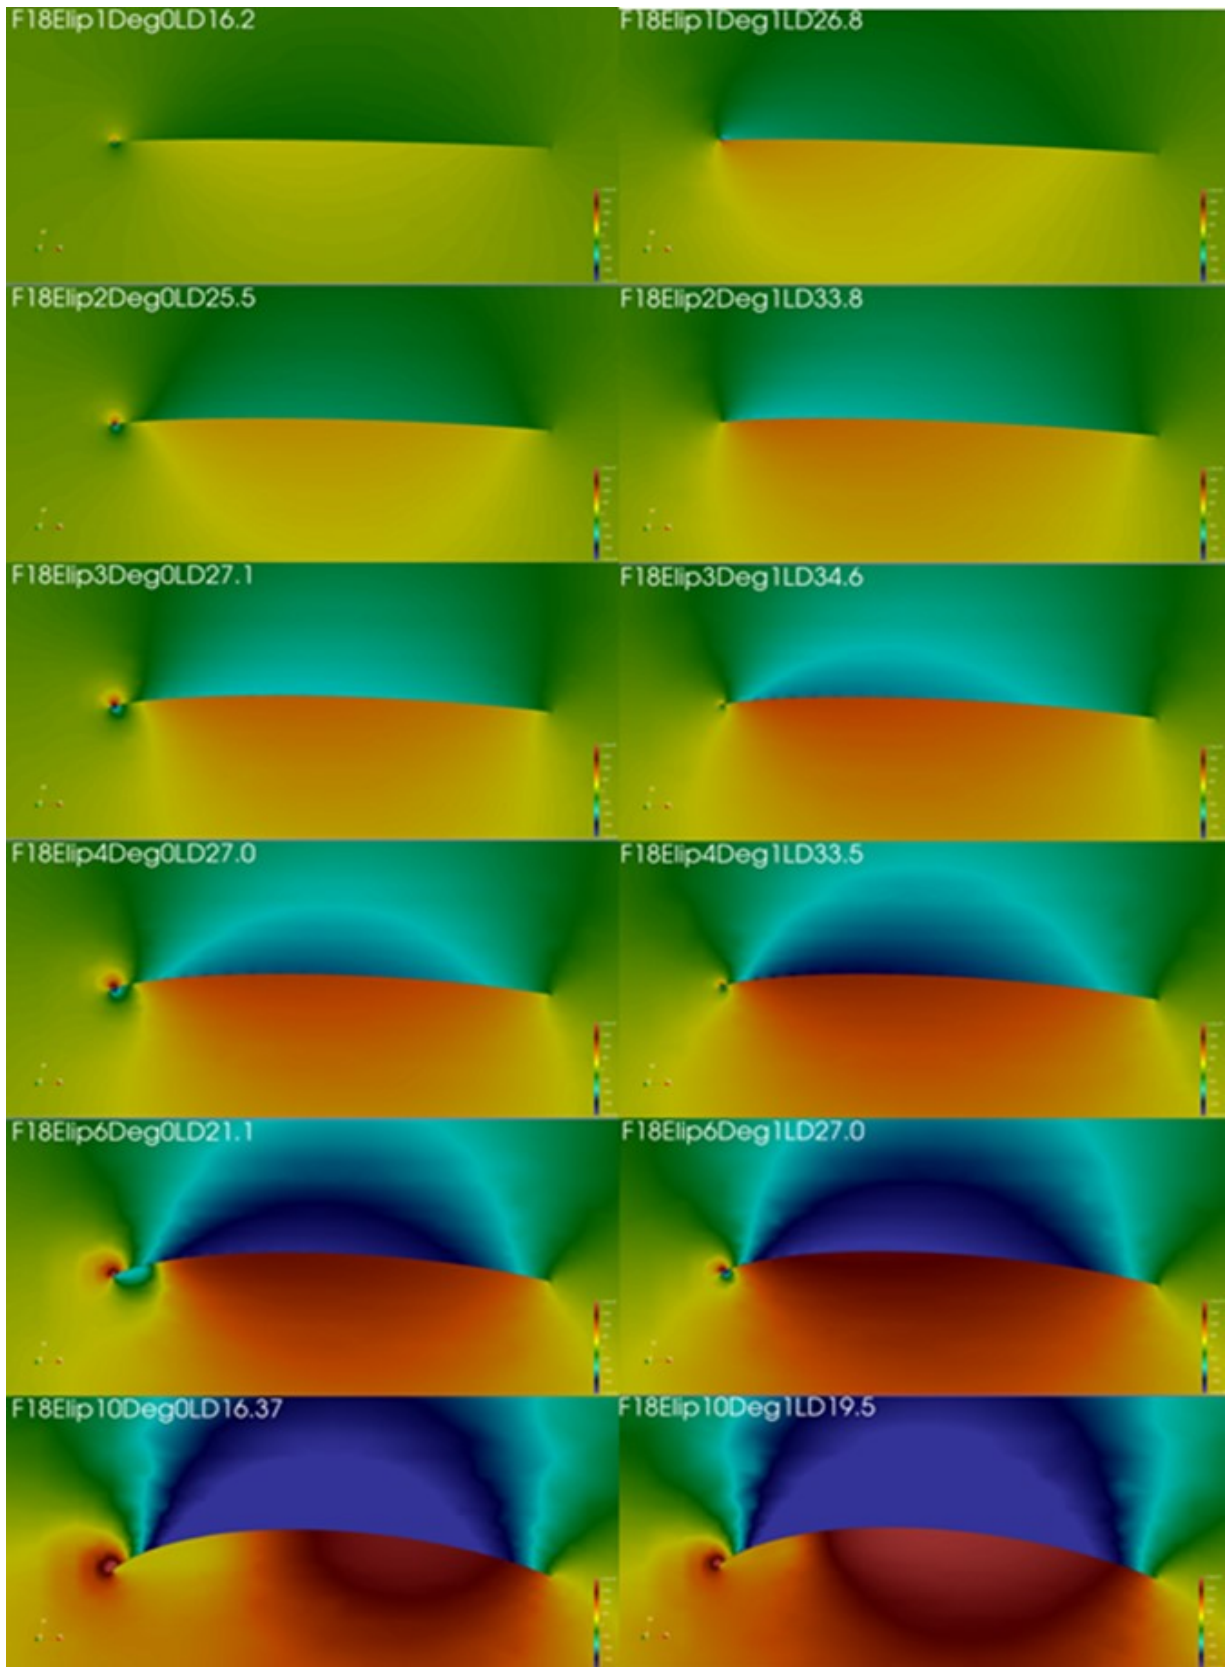 F18Elip1Deg0LD16.2
F18Elip1Deg1LD26.8
F18Elip2Deg0LD25.5
F18Elip2Deg1LD33.8
F18Elip3Deg0LD27.1
F18Elip3Deg1LD34.6
F18Elip4Deg0LD27.0
F18Elip4Deg1LD33.5
F18Elip6Deg0LD21.1
F18Elip6Deg1LD27.0
F18Elip10Deg0LD16.37
F18Elip10Deg1LD19.5